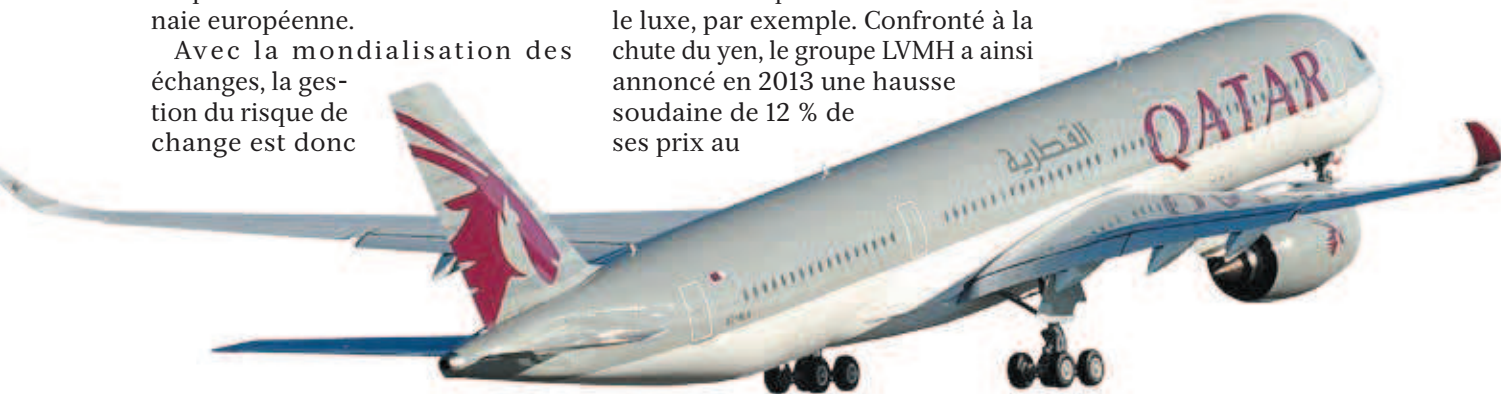 naie européenne.
Avec la mondialisation des
échanges, la ges-
tion du risque de
change est donc
le luxe, par exemple. Confronté à la
chute du yen, le groupe LVMH a ainsi
annoncé en 2013 une hausse
soudaine de 12 % de
ses prix au
QATAR
القطرية